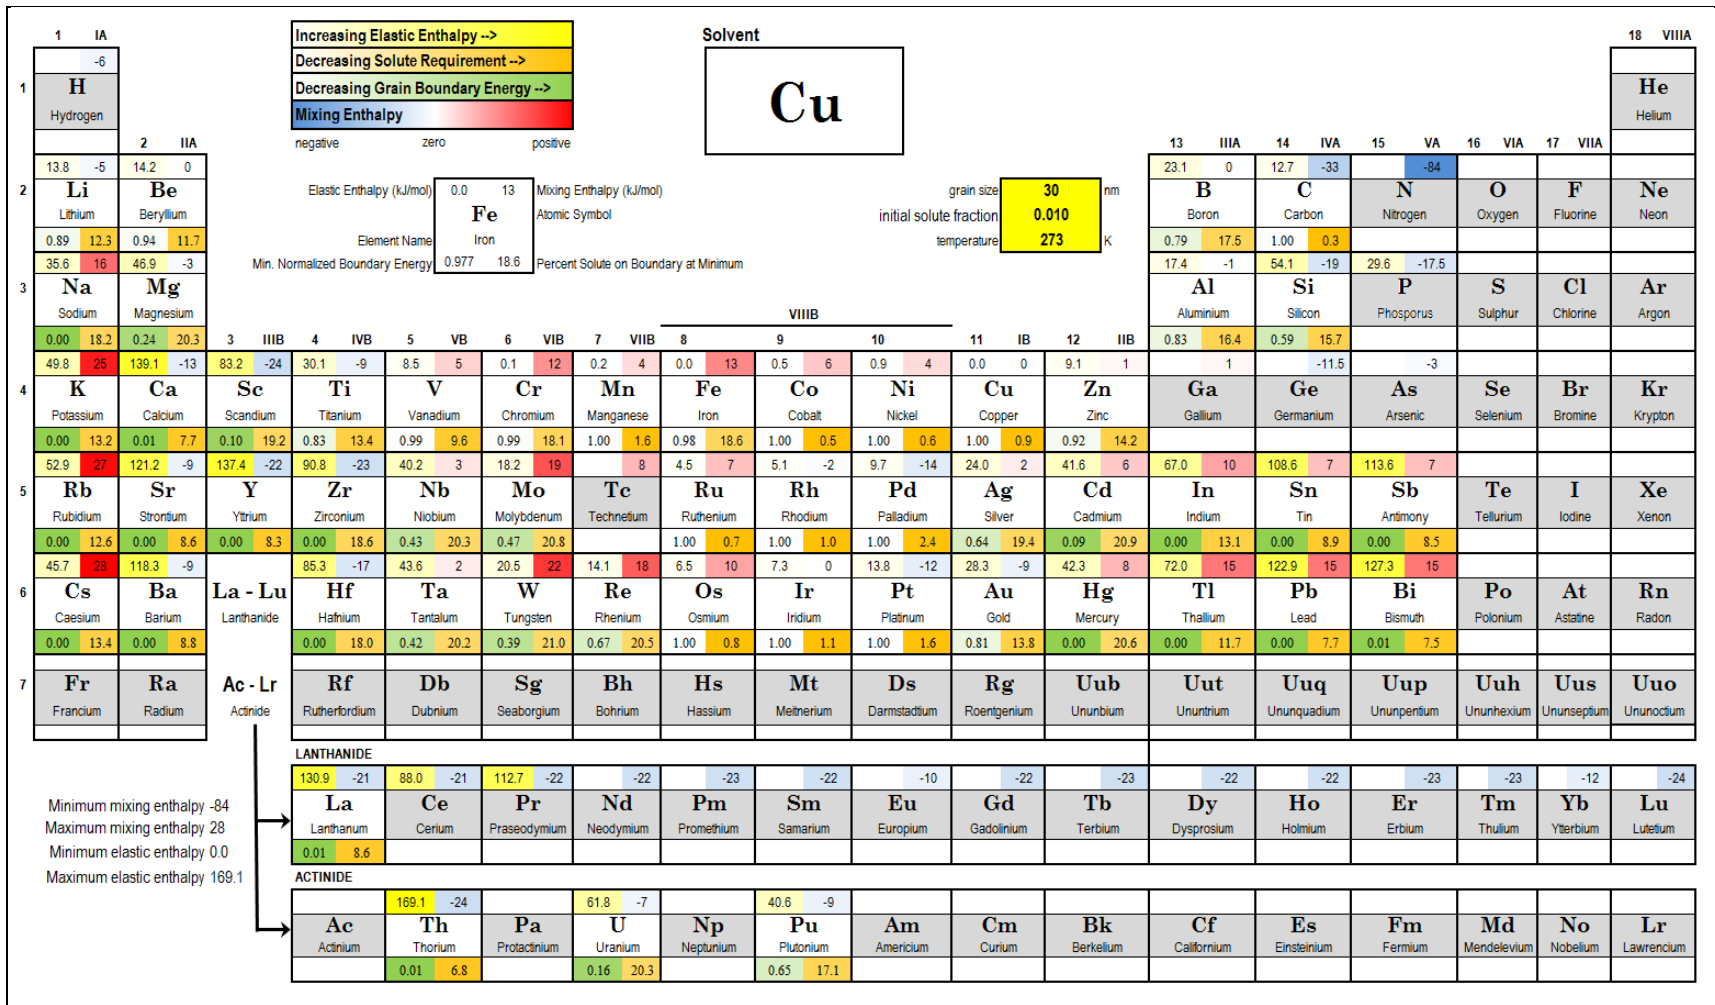 1 IA
Solvent
18 VIIIA
Increasing Elastic Enthalpy -->
Decreasing Solute Requirement -->
Decreasing Grain Boundary Energy -->
Mixing Enthalpy
negative zero positive
Cu
-6
1 H He
Hydrogen Helium
2 IIA 13 IIIA 14 IVA 15 VA 16 VIA 17 VIIA
13.8 -5 14.2 0 23.1 0 12.7 -33 -84
Elastic Enthalpy (kJ/mol) 0.0 13 Mixing Enthalpy (kJ/mol)
Fe Atomic Symbol
Element Name Iron
Min. Normalized Boundary Energy 0.977 18.6 Percent Solute on Boundary at Minimum
grain size 30 nm
initial solute fraction 0.010
temperature 273 K
2 Li Be B C N O F Ne
Lithium Beryllium Boron Carbon Nitrogen Oxygen Fluorine Neon
0.89 12.3 0.94 11.7 0.79 17.5 1.00 0.3
35.6 16 46.9 -3 17.4 -1 54.1 -19 29.6 -17.5
3 Na Mg Al Si P S Cl Ar
Sodium Magnesium Aluminium Silicon Phosporus Sulphur Chlorine Argon
VIIIB
0.00 18.2 0.24 20.3 3 IIIB 4 IVB 5 VB 6 VIB 7 VIIB 8 9 10 11 IB 12 IIB 0.83 16.4 0.59 15.7
49.8 25 139.1 -13 83.2 -24 30.1 -9 8.5 5 0.1 12 0.2 4 0.0 13 0.5 6 0.9 4 0.0 0 9.1 1 1 -11.5 -3
4 K Ca Sc Ti V Cr Mn Fe Co Ni Cu Zn Ga Ge As Se Br Kr
Potassium Calcium Scandium Titanium Vanadium Chromium Manganese Iron Cobalt Nickel Copper Zinc Gallium Germanium Arsenic Selenium Bromine Krypton
0.00 13.2 0.01 7.7 0.10 19.2 0.83 13.4 0.99 9.6 0.99 18.1 1.00 1.6 0.98 18.6 1.00 0.5 1.00 0.6 1.00 0.9 0.92 14.2
52.9 27 121.2 -9 137.4 -22 90.8 -23 40.2 3 18.2 19 8 4.5 7 5.1 -2 9.7 -14 24.0 2 41.6 6 67.0 10 108.6 7 113.6 7
5 Rb Sr Y Zr Nb Mo Tc Ru Rh Pd Ag Cd In Sn Sb Te I Xe
Rubidium Strontium Yttrium Zirconium Niobium Molybdenum Technetium Ruthenium Rhodium Palladium Silver Cadmium Indium Tin Antimony Tellurium Iodine Xenon
0.00 12.6 0.00 8.6 0.00 8.3 0.00 18.6 0.43 20.3 0.47 20.8 1.00 0.7 1.00 1.0 1.00 2.4 0.64 19.4 0.09 20.9 0.00 13.1 0.00 8.9 0.00 8.5
45.7 28 118.3 -9 85.3 -17 43.6 2 20.5 22 14.1 18 6.5 10 7.3 0 13.8 -12 28.3 -9 42.3 8 72.0 15 122.9 15 127.3 15
6 Cs Ba La - Lu Hf Ta W Re Os Ir Pt Au Hg Tl Pb Bi Po At Rn
Caesium Barium Lanthanide Hafnium Tantalum Tungsten Rhenium Osmium Iridium Platinum Gold Mercury Thallium Lead Bismuth Polonium Astatine Radon
0.00 13.4 0.00 8.8 0.00 18.0 0.42 20.2 0.39 21.0 0.67 20.5 1.00 0.8 1.00 1.1 1.00 1.6 0.81 13.8 0.00 20.6 0.00 11.7 0.00 7.7 0.01 7.5
7 Fr Ra Ac - Lr Rf Db Sg Bh Hs Mt Ds Rg Uub Uut Uuq Uup Uuh Uus Uuo
Francium Radium Actinide Rutherfordium Dubnium Seaborgium Bohrium Hassium Meitnerium Darmstadtium Roentgenium Ununbium Ununtrium Ununquadium Ununpentium Ununhexium Ununseptium Ununoctium
LANTHANIDE
130.9 -21 88.0 -21 112.7 -22 -22 -23 -22 -10 -22 -23 -22 -22 -23 -23 -12 -24
La Ce Pr Nd Pm Sm Eu Gd Tb Dy Ho Er Tm Yb Lu
Lanthanum Cerium Praseodymium Neodymium Promethium Samarium Europium Gadolinium Terbium Dysprosium Holmium Erbium Thulium Ytterbium Lutetium
0.01 8.6
Minimum mixing enthalpy -84
Maximum mixing enthalpy 28
Minimum elastic enthalpy 0.0
Maximum elastic enthalpy 169.1
ACTINIDE
169.1 -24 61.8 -7 40.6 -9
Ac Th Pa U Np Pu Am Cm Bk Cf Es Fm Md No Lr
Actinium Thorium Protactinium Uranium Neptunium Plutonium Americium Curium Berkelium Californium Einsteinium Fermium Mendelevium Nobelium Lawrencium
0.01 6.8 0.16 20.3 0.65 17.1